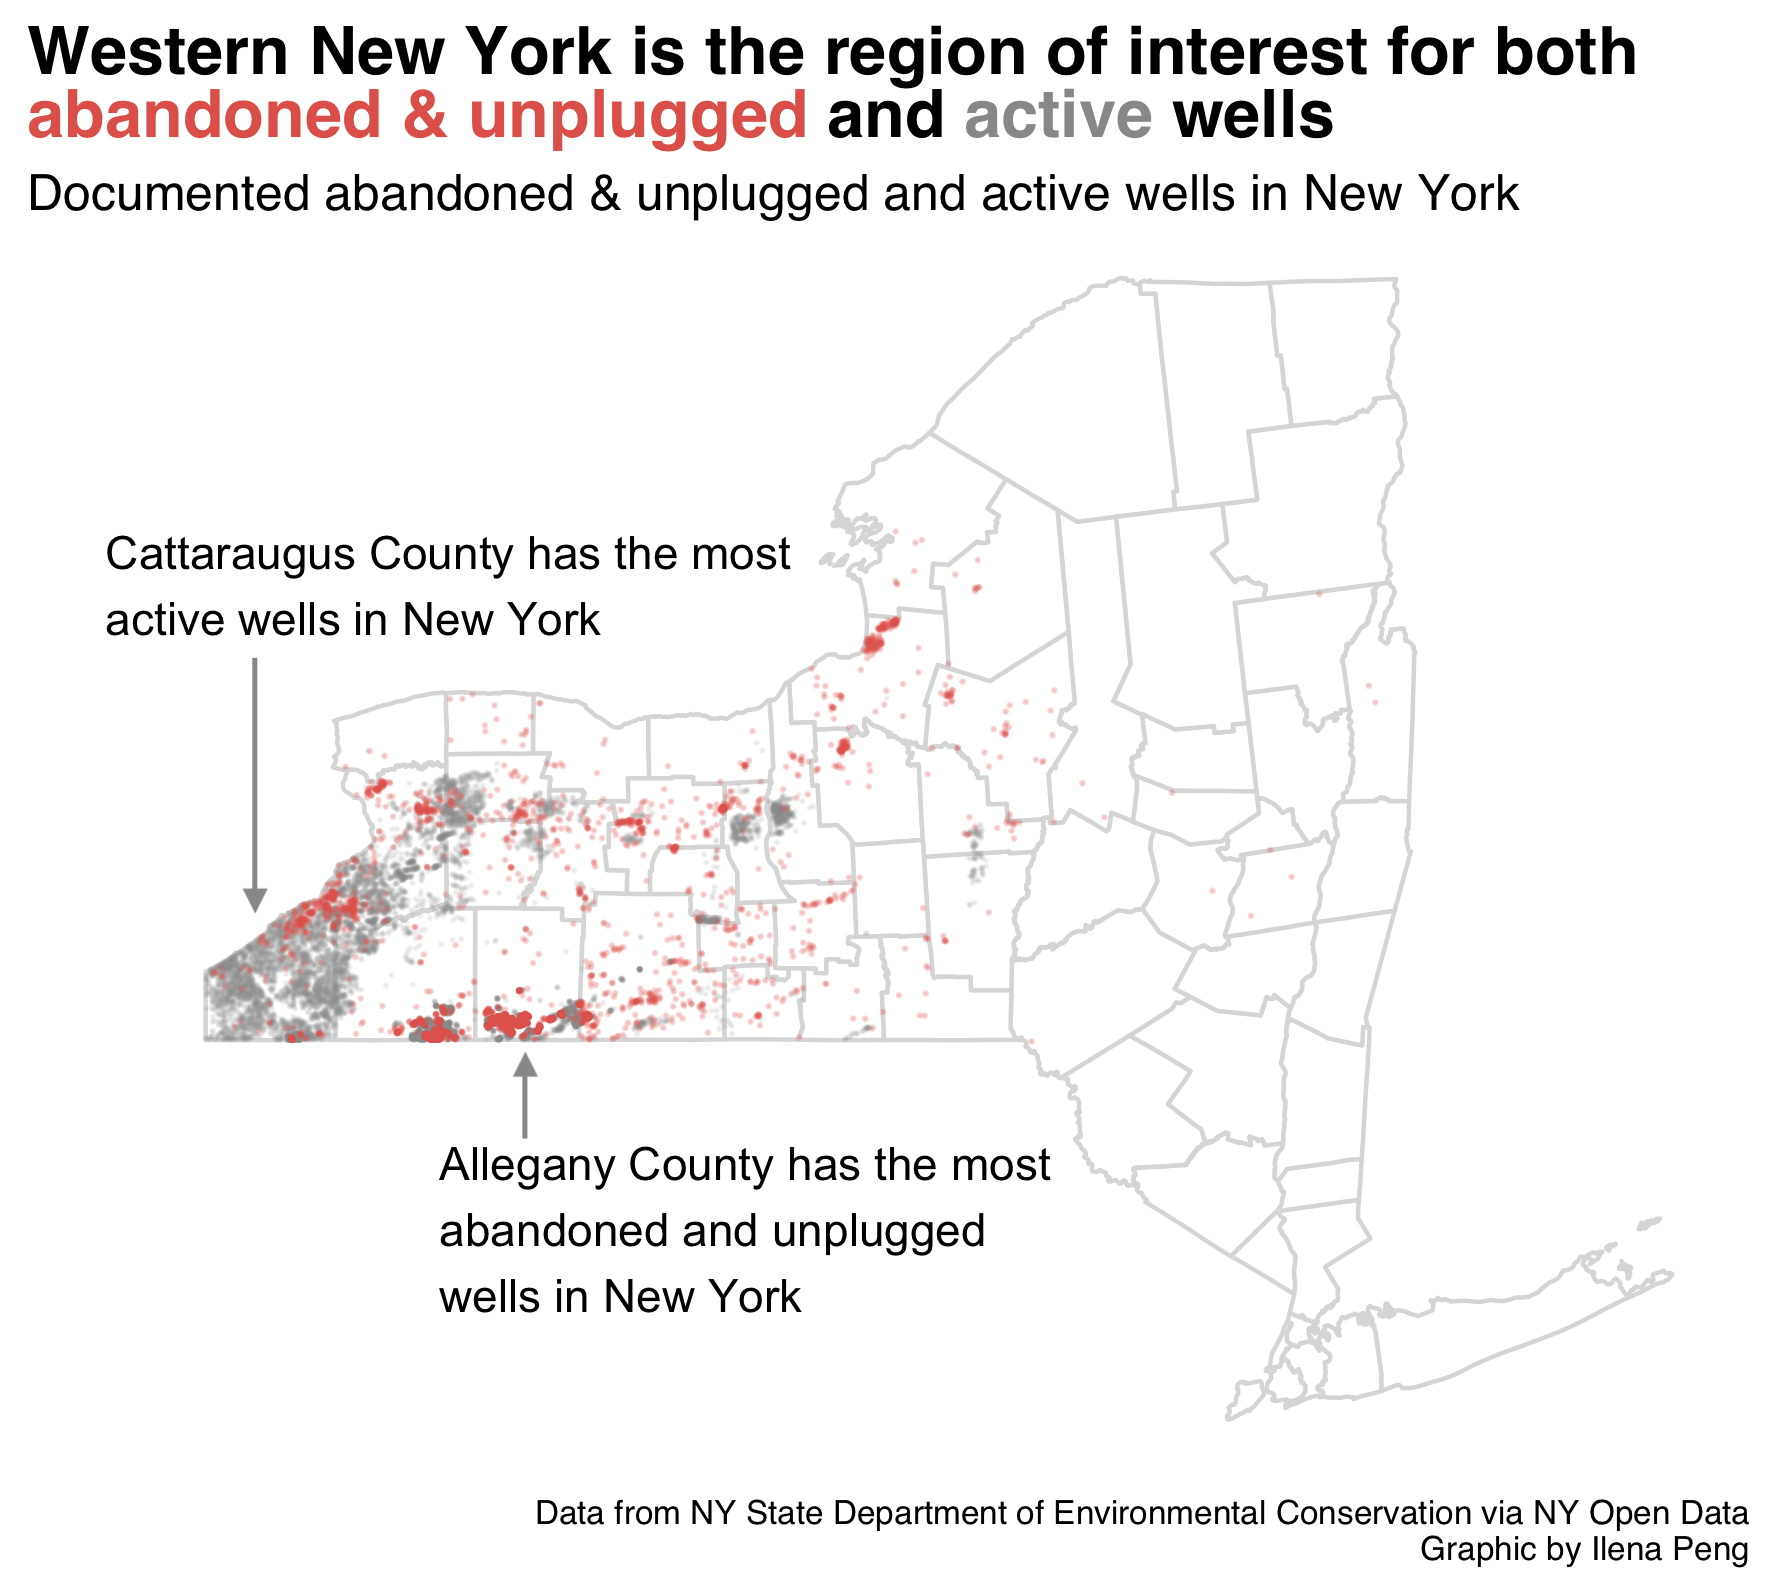 Western New York is the region of interest for both
abandoned & unplugged and active wells
Documented abandoned & unplugged and active wells in New York
Cattaraugus County has the most
active wells in New York
Allegany County has the most
abandoned and unplugged
wells in New York
Data from NY State Department of Environmental Conservation via NY Open Data
Graphic by Ilena Peng